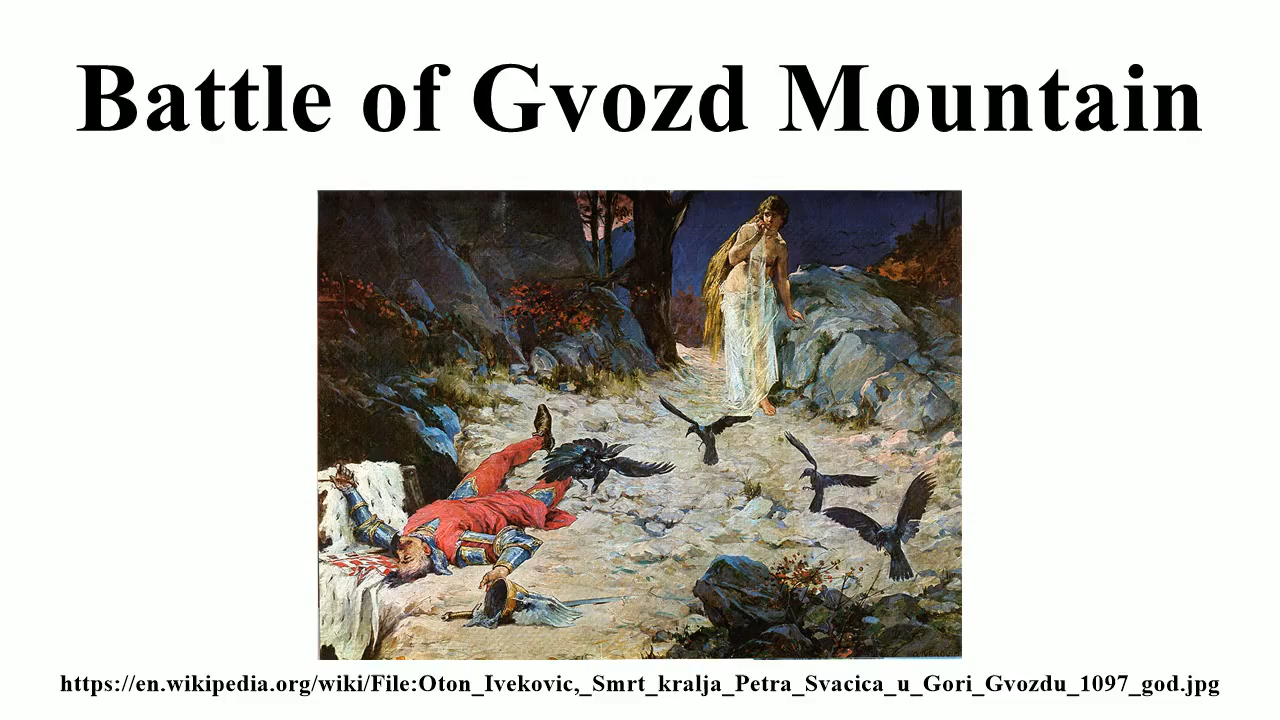 Battle of Gvozd Mountain
https://en.wikipedia.org/wiki/File:Oton_Ivekovic,_Smrt_kralja_Petra_Svacica_u_Gori_Gvozdu_1097_god.jpg